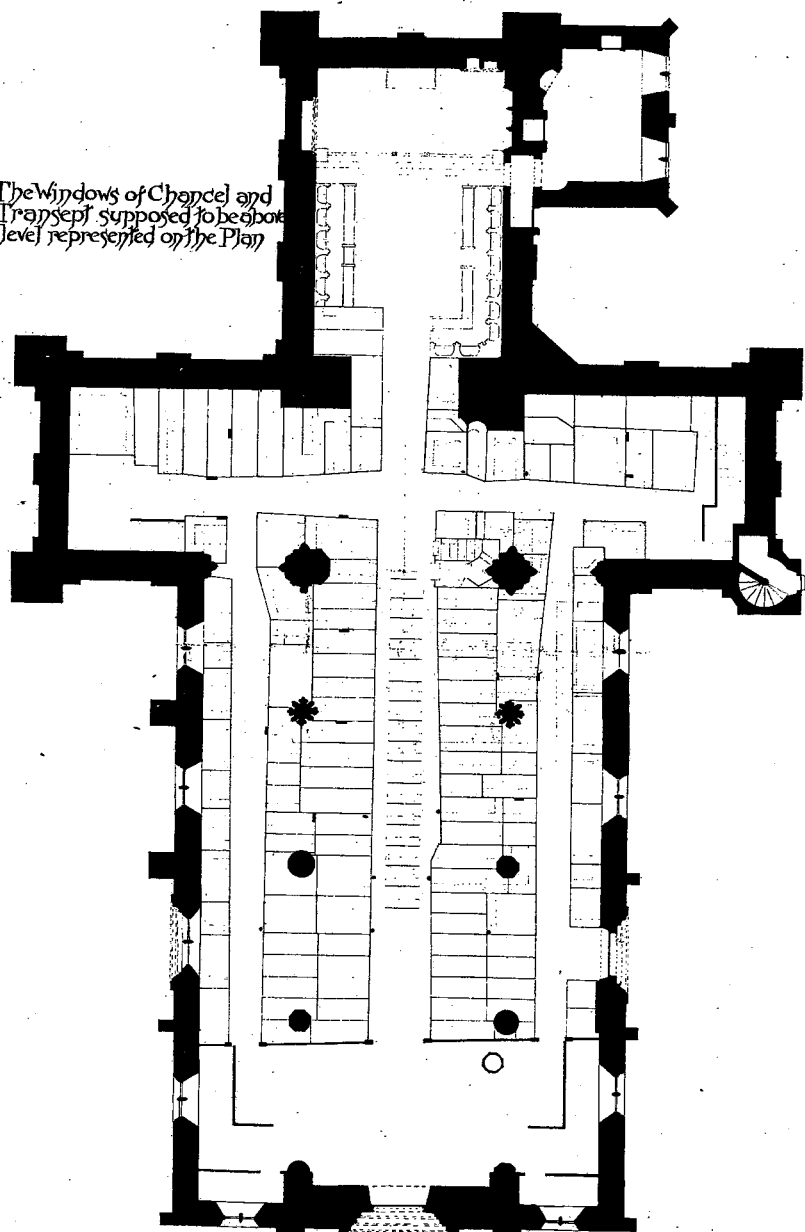 The Windows of Chancel and
Transept supposed to be above
level represented on the Plan